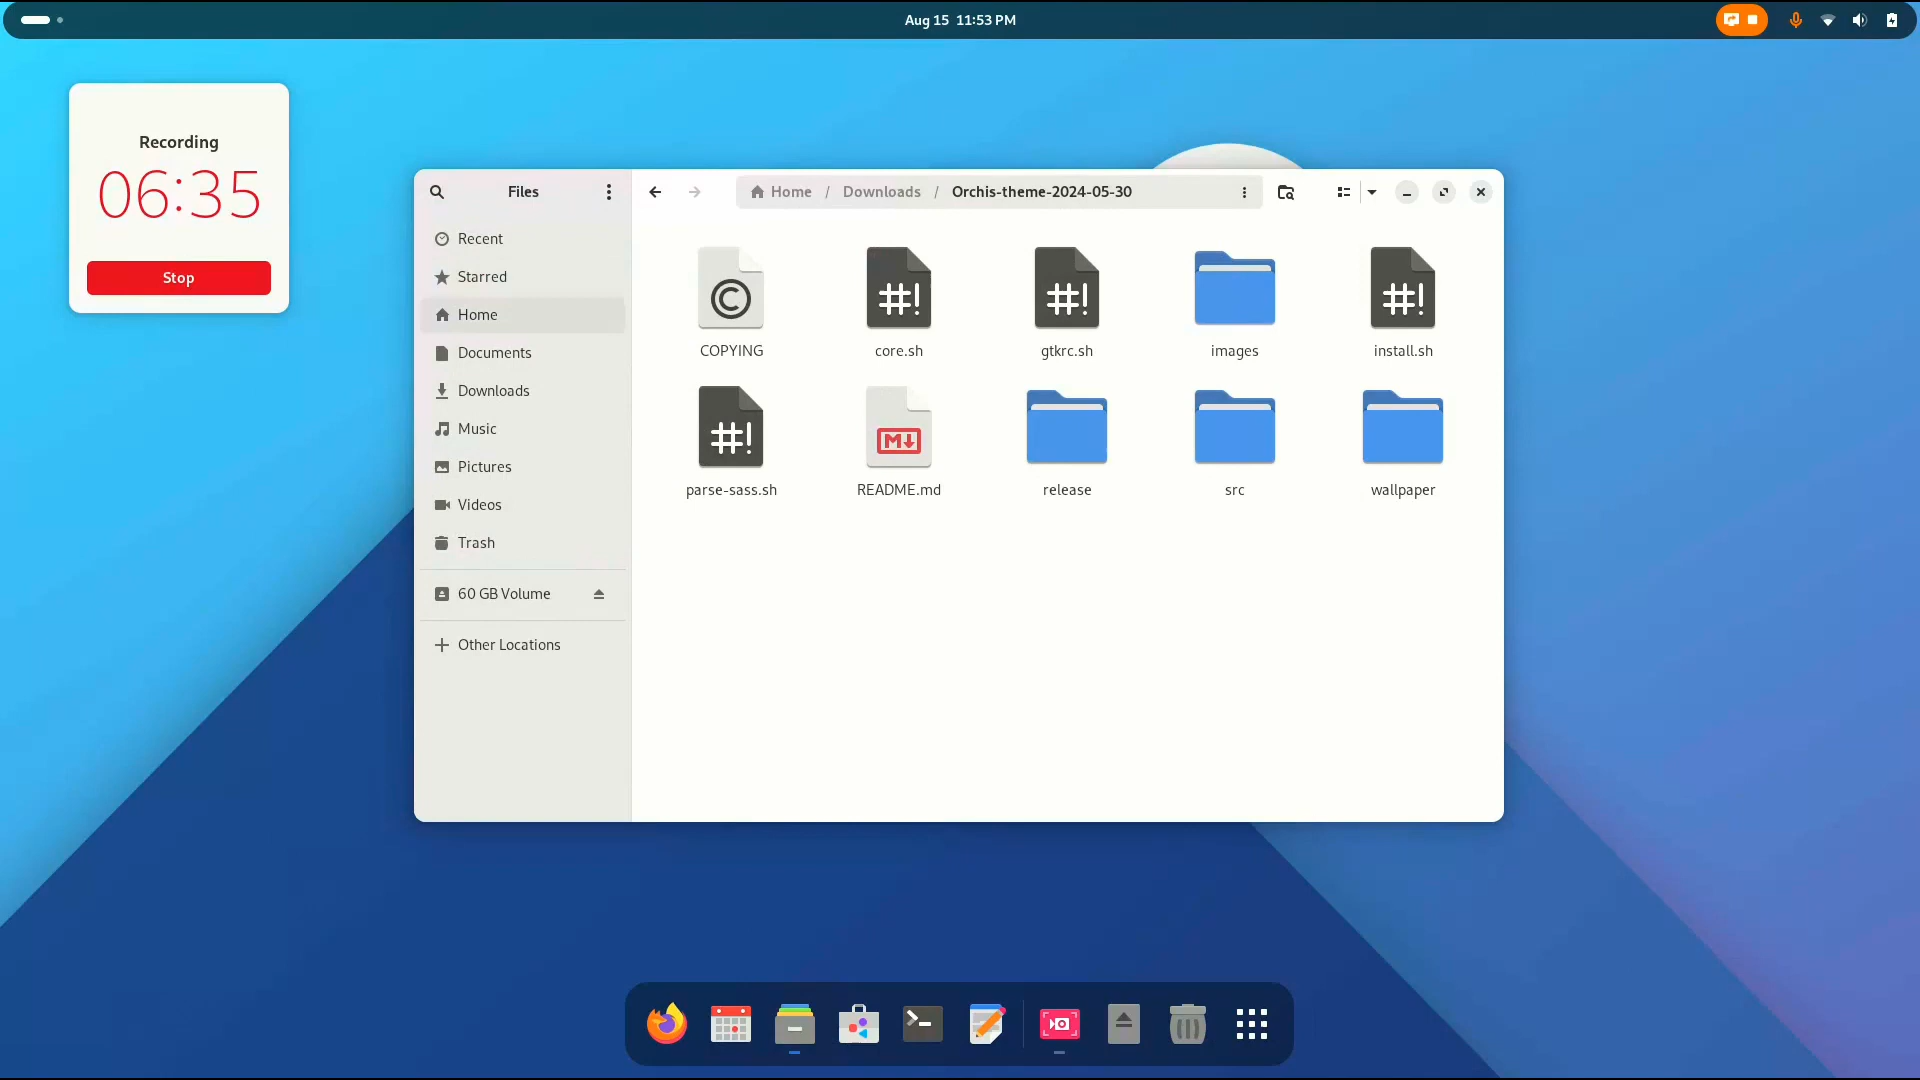 Aug 15 11:53 PM
Recording
06:35
Stop
Files
Home / Downloads / Orchis-theme-2024-05-30
Recent
Starred
Home
Documents
Downloads
Music
Pictures
Videos
Trash
60 GB Volume
Other Locations
COPYING
core.sh
gtkrc.sh
images
install.sh
parse-sass.sh
README.md
release
src
wallpaper